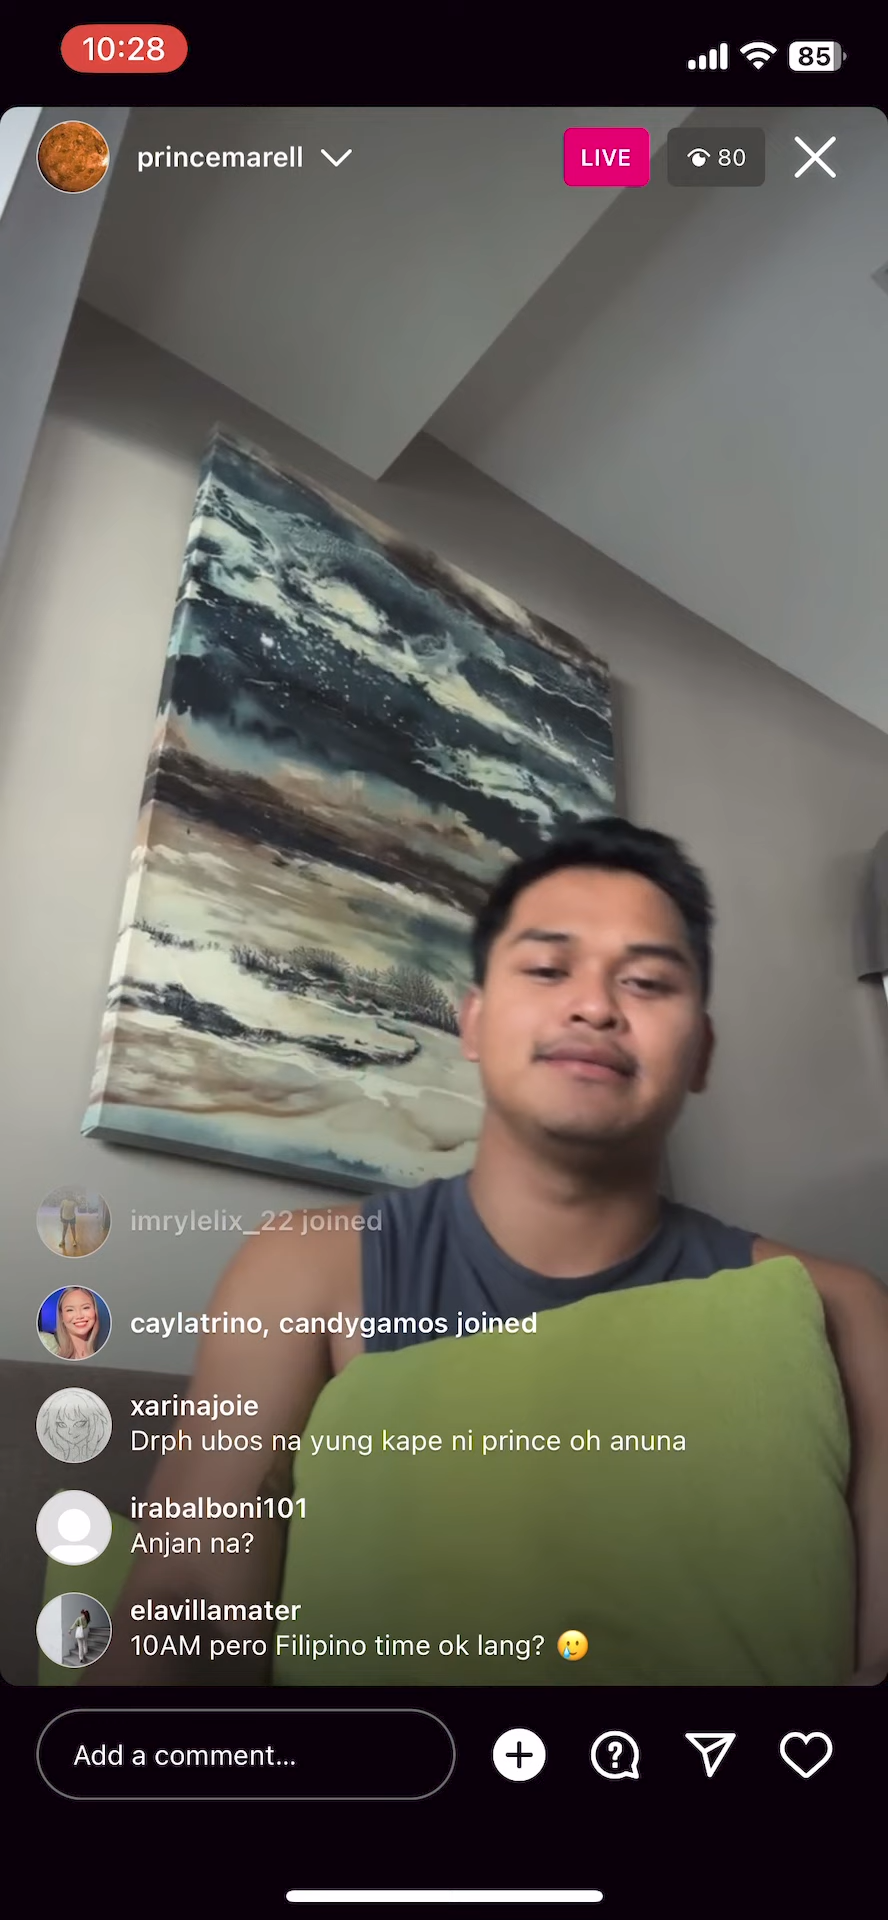 10:28
85
princemarell
LIVE
80
imrylelix_22 joined
caylatrino, candygamos joined
xarinajoie
Drph ubos na yung kape ni prince oh anuna
irabalboni101
Anjan na?
elavillamater
10AM pero Filipino time ok lang? 🥲
Add a comment...